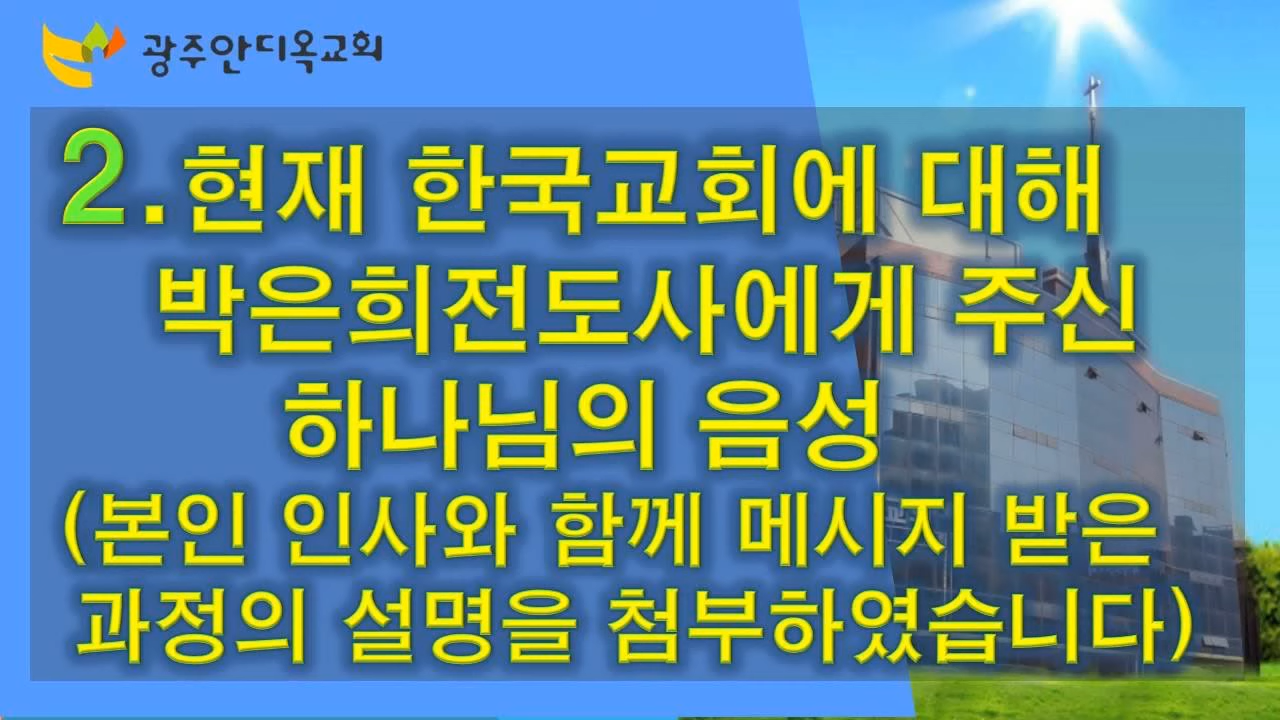 광주안디옥교회
2.현재 한국교회에 대해
박은희전도사에게 주신
하나님의 음성
(본인 인사와 함께 메시지 받은
과정의 설명을 첨부하였습니다)